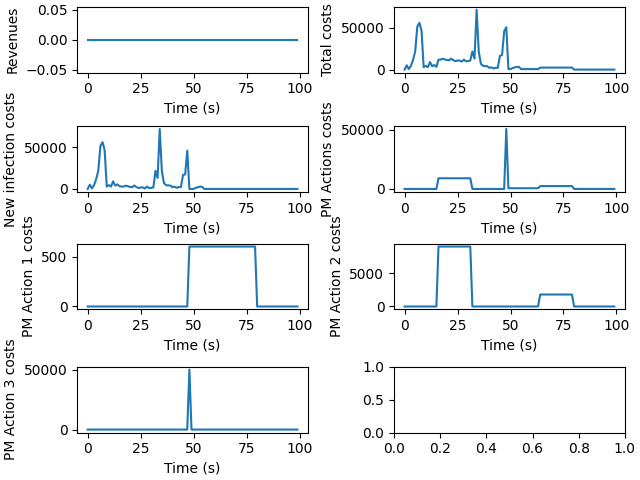 Revenues
0.05
0.00
−0.05
0 25 50 75 100
Time (s)
Total costs
50000
0
0 25 50 75 100
Time (s)
New infection costs
50000
0
0 25 50 75 100
Time (s)
PM Actions costs
50000
0
0 25 50 75 100
Time (s)
PM Action 1 costs
500
0
0 25 50 75 100
Time (s)
PM Action 2 costs
5000
0
0 25 50 75 100
Time (s)
PM Action 3 costs
50000
0
0 25 50 75 100
Time (s)
1.0
0.5
0.0
0.0 0.2 0.4 0.6 0.8 1.0